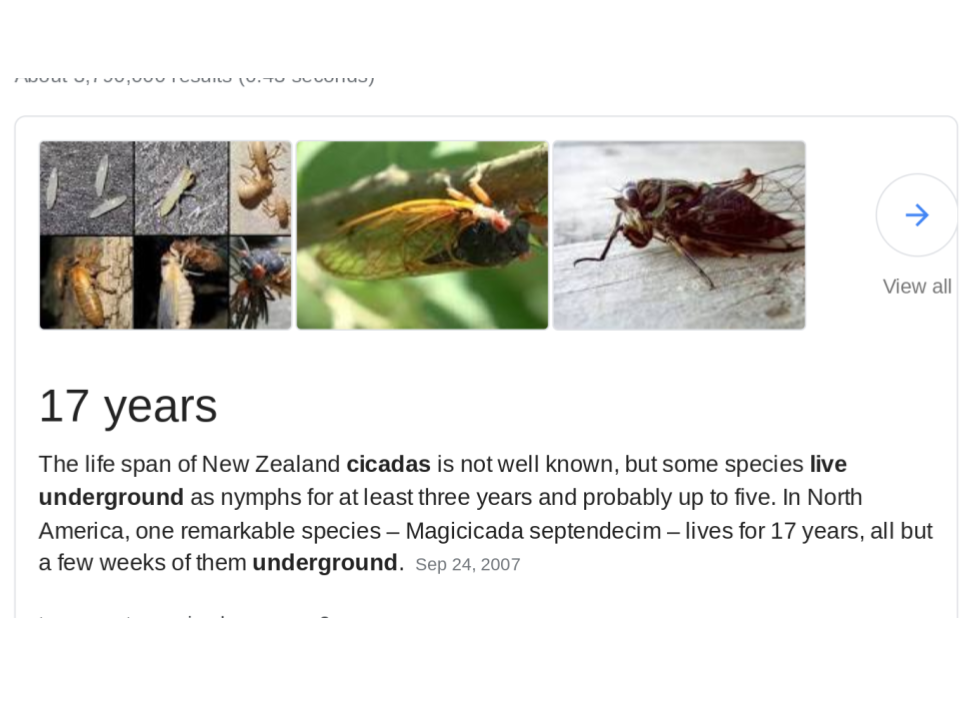 View all
17 years
The life span of New Zealand cicadas is not well known, but some species live
underground as nymphs for at least three years and probably up to five. In North
America, one remarkable species – Magicicada septendecim – lives for 17 years, all but
a few weeks of them underground. Sep 24, 2007